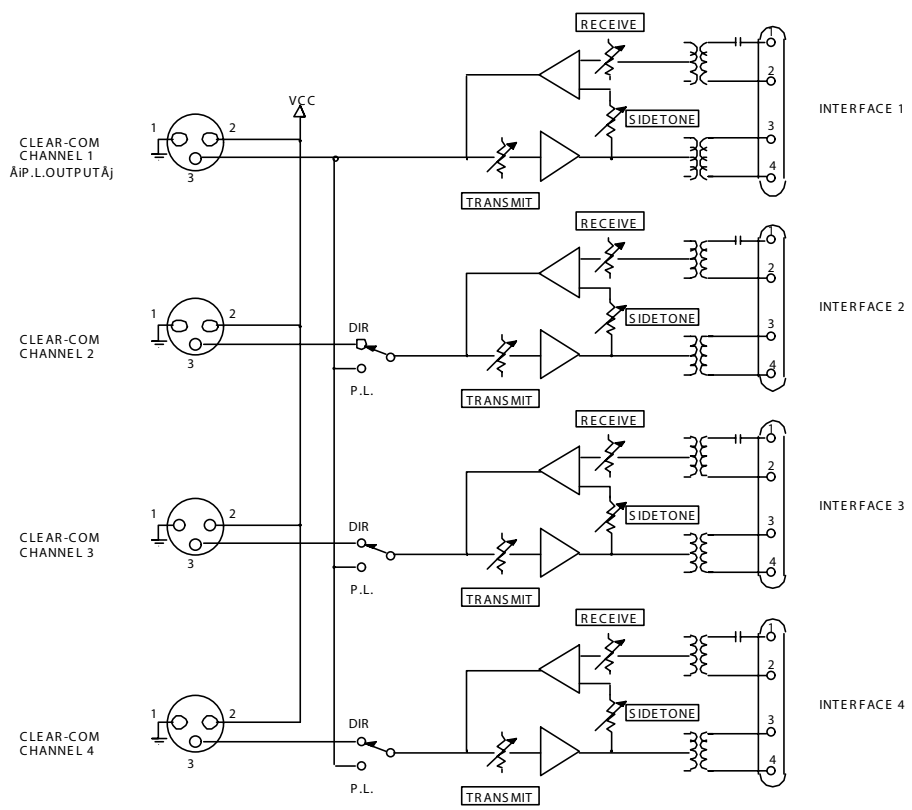 RECEIVE
1
2
INTERFACE 1
3
4
SIDETONE
TRANSMIT
VCC
1 2
3
CLEAR-COM
CHANNEL 1
ÅiP.L.OUTPUTÅj
RECEIVE
1
2
INTERFACE 2
3
4
SIDETONE
TRANSMIT
1 2
3
CLEAR-COM
CHANNEL 2
DIR
P.L.
RECEIVE
1
2
INTERFACE 3
3
4
SIDETONE
TRANSMIT
1 2
3
CLEAR-COM
CHANNEL 3
DIR
P.L.
RECEIVE
1
2
INTERFACE 4
3
4
SIDETONE
TRANSMIT
1 2
3
CLEAR-COM
CHANNEL 4
DIR
P.L.